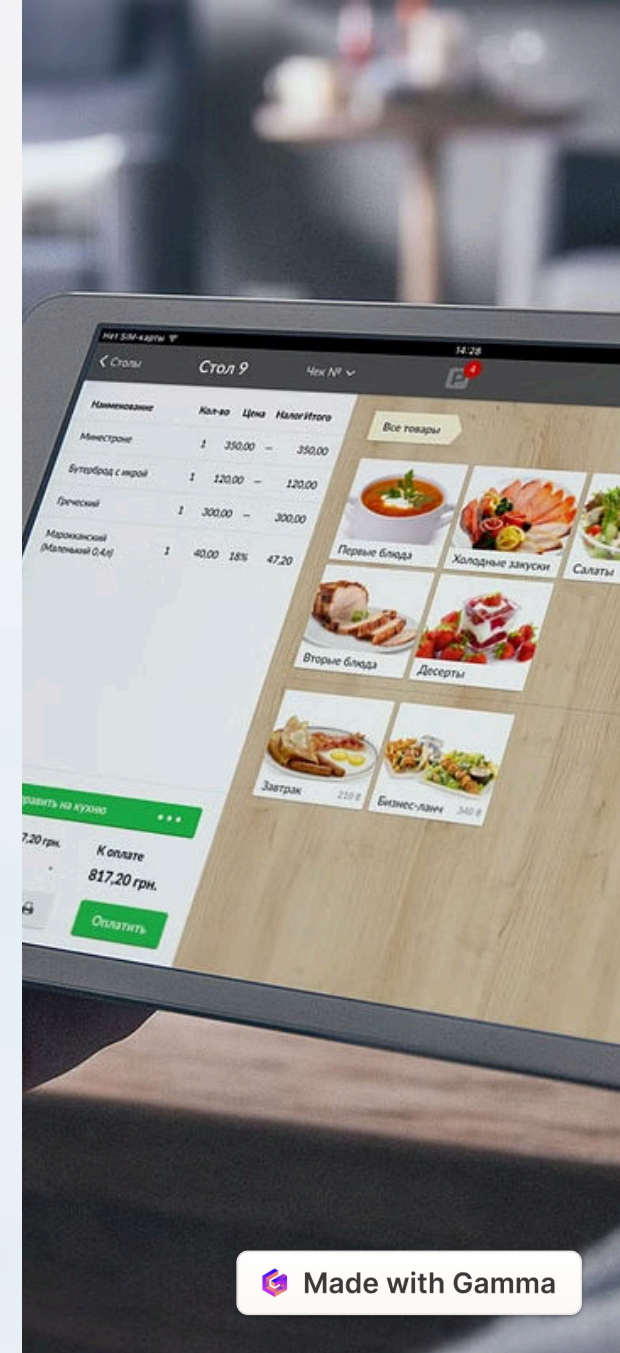 Нет SIM-карты
14:28
Столы
Стол 9
Чек №
4
Наименование Кол-во Цена Налог Итого
Минестроне 1 350,00 — 350,00
Бутерброд с икрой 1 120,00 — 120,00
Греческий 1 300,00 — 300,00
Марокканский
(Маленький 0,4л) 1 40,00 18% 47,20
Все товары
Первые блюда
Холодные закуски
Салаты
Вторые блюда
Десерты
Завтрак 210 ₴
Бизнес-ланч 340 ₴
равить на кухню
7,20 грн.
К оплате
817,20 грн.
Оплатить
Made with Gamma